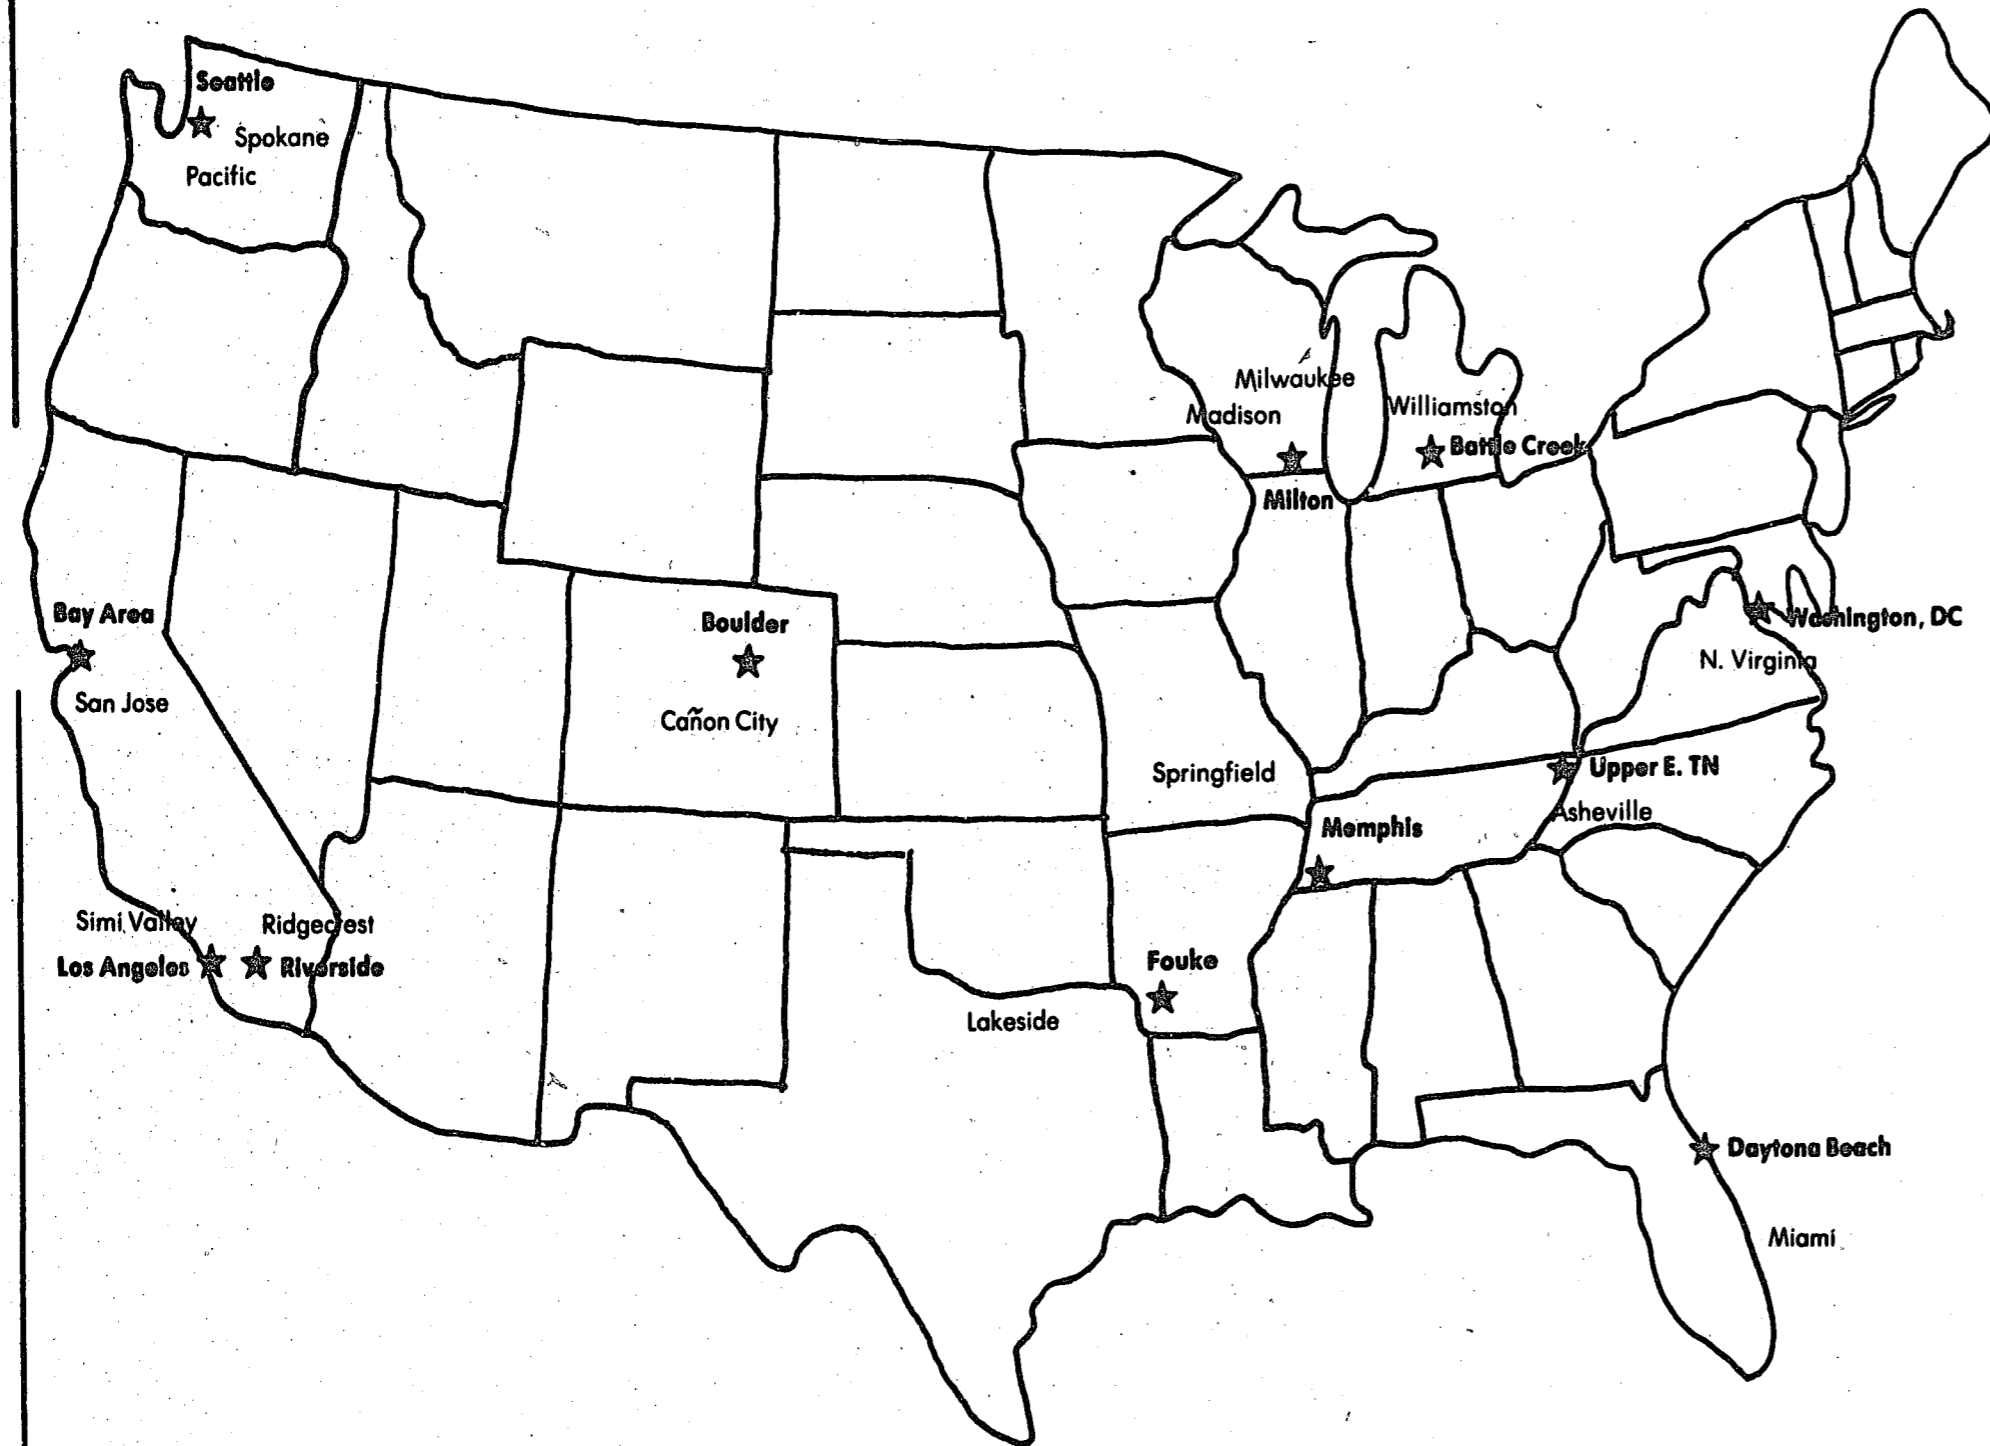 Seattle
Spokane
Pacific
Milwaukee
Madison
Williamston
Battle Creek
Milton
Bay Area
San Jose
Boulder
Cañon City
Washington, DC
N. Virginia
Springfield
Upper E. TN
Asheville
Memphis
Simi Valley
Ridgecrest
Los Angeles
Riverside
Fouke
Lakeside
Daytona Beach
Miami